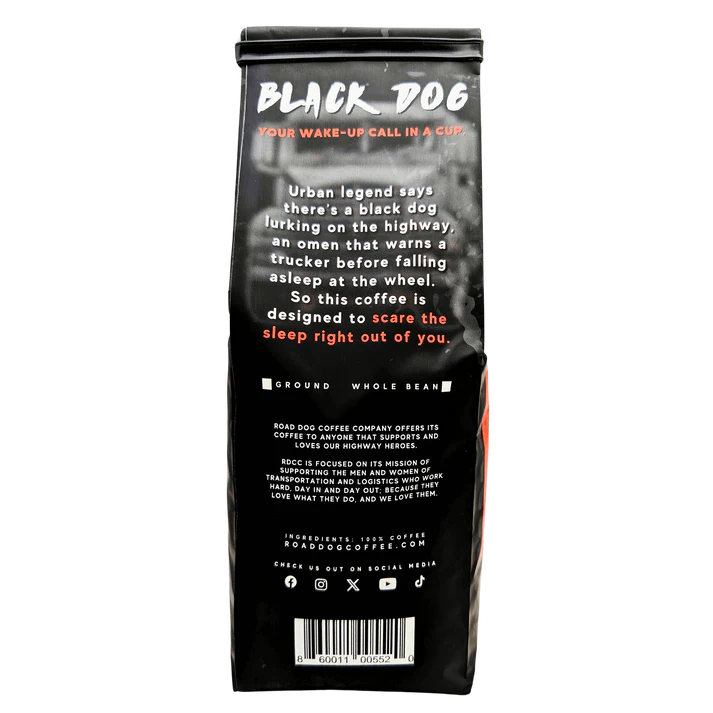 BLACK DOG
YOUR WAKE-UP CALL IN A CUP.
Urban legend says
there's a black dog
lurking on the highway,
an omen that warns a
trucker before falling
asleep at the wheel.
So this coffee is
designed to scare the
sleep right out of you.
GROUND WHOLE BEAN
ROAD DOG COFFEE COMPANY OFFERS ITS
COFFEE TO ANYONE THAT SUPPORTS AND
LOVES OUR HIGHWAY HEROES.
RDCC IS FOCUSED ON ITS MISSION OF
SUPPORTING THE MEN AND WOMEN OF
TRANSPORTATION AND LOGISTICS WHO WORK
HARD, DAY IN AND DAY OUT; BECAUSE THEY
LOVE WHAT THEY DO, AND WE LOVE THEM.
INGREDIENTS: 100% COFFEE
ROADDOGCOFFEE.COM
CHECK US OUT ON SOCIAL MEDIA
8 60011 00552 0